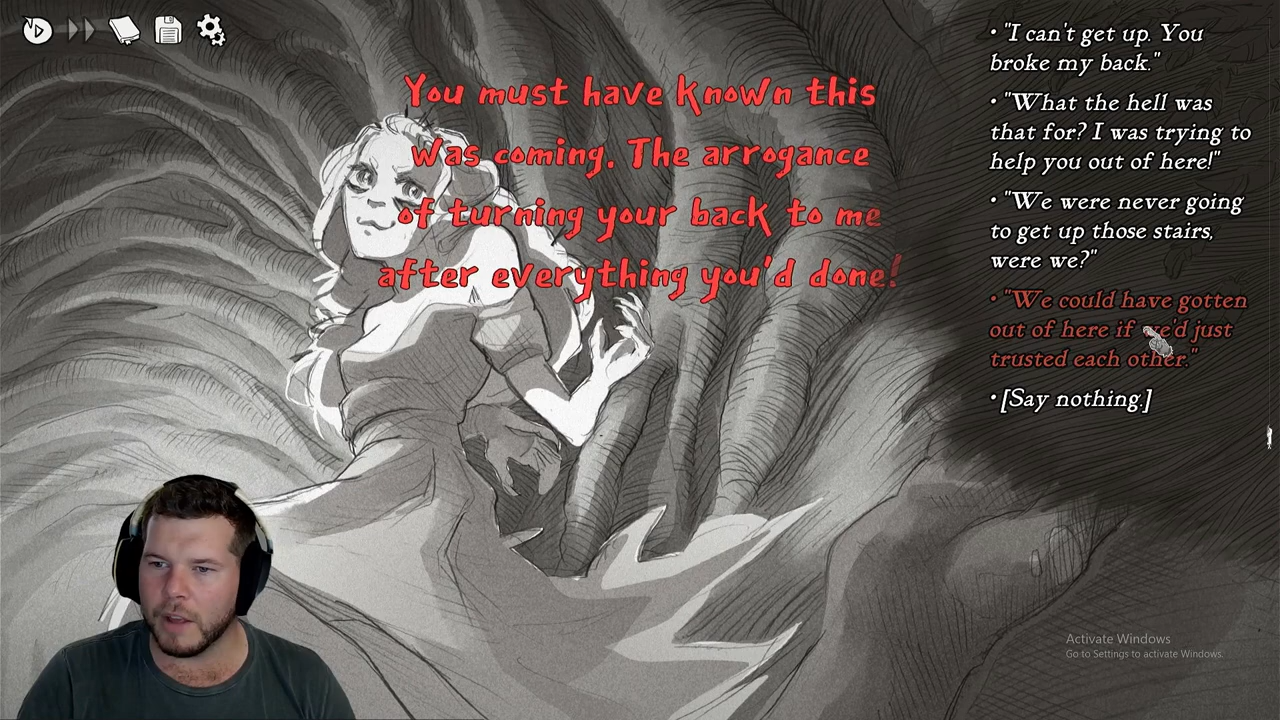 You must have known this
was coming. The arrogance
of turning your back to me
after everything you'd done!
• "I can't get up. You
broke my back."
• "What the hell was
that for? I was trying to
help you out of here!"
• "We were never going
to get up those stairs,
were we?"
• "We could have gotten
out of here if we'd just
trusted each other."
• [Say nothing.]
Activate Windows
Go to Settings to activate Windows.